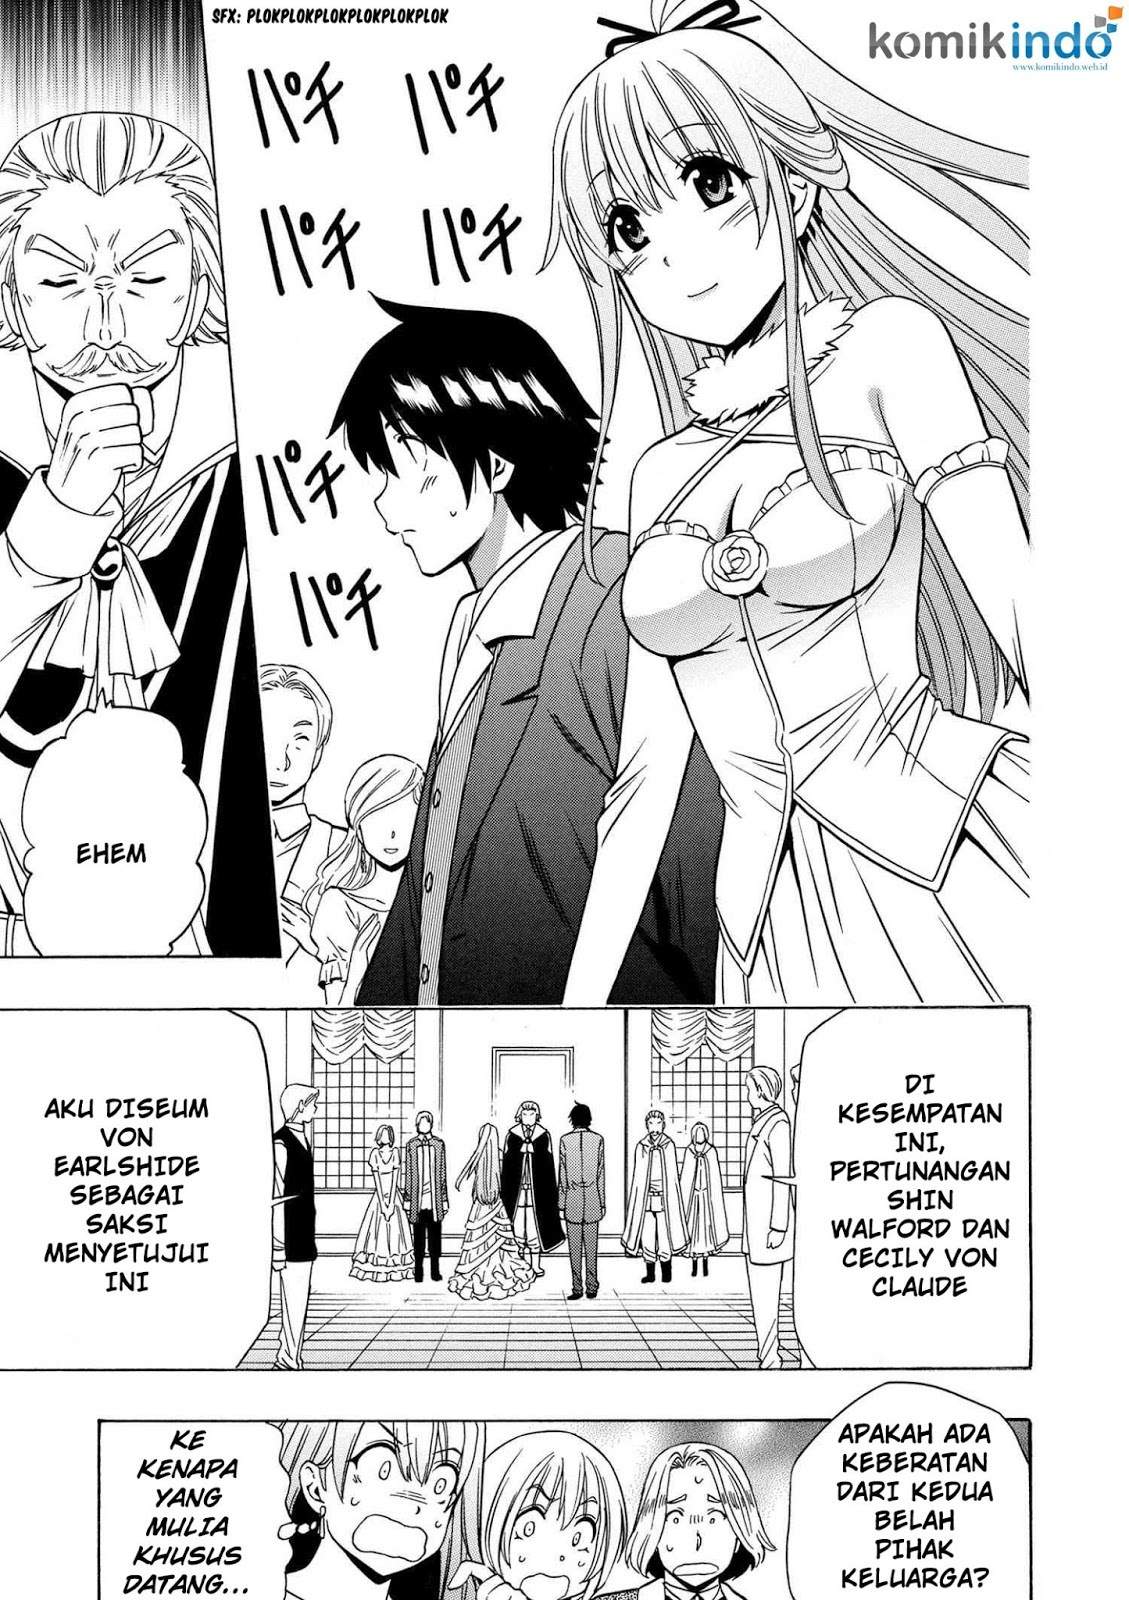 SFX: PLOKPLOKPLOKPLOKPLOKPLOK
komikindo
www.komikindo.web.id
パチ
パチ
パチ
パチ
パチ
パチ
EHEM
DI
KESEMPATAN
INI,
PERTUNANGAN
SHIN
WALFORD DAN
CECILY VON
CLAUDE
AKU DISEUM
VON
EARLSHIDE
SEBAGAI
SAKSI
MENYETUJUI
INI
APAKAH ADA
KEBERATAN
DARI KEDUA
BELAH
PIHAK
KELUARGA?
KE
KENAPA
YANG
MULIA
KHUSUS
DATANG...